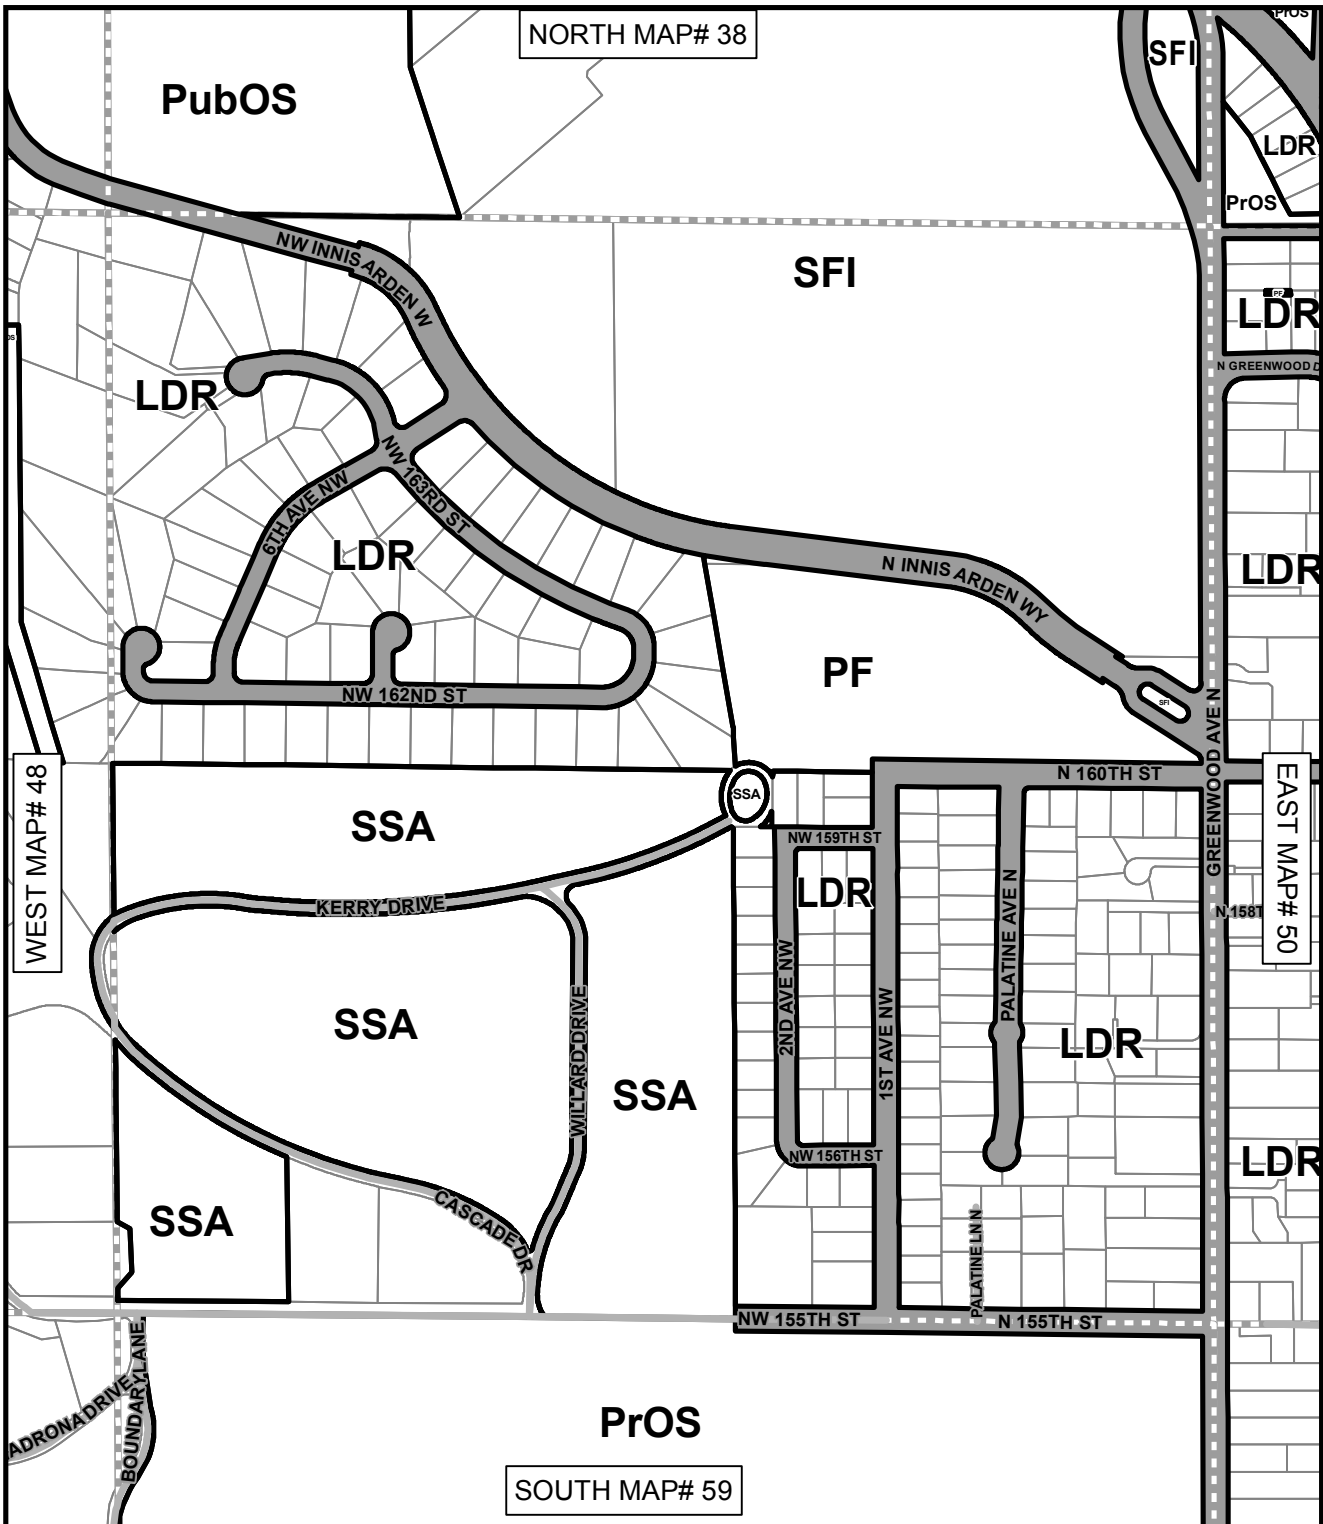 NORTH MAP# 38
PrOS
SFI
PubOS
LDR
PrOS
NW INNIS ARDEN W
SFI
PF
LDR
OS
N GREENWOOD D
LDR
NW 163RD ST
6TH AVE NW
LDR
N INNIS ARDEN WY
LDR
PF
NW 162ND ST
SFI
GREENWOOD AVE N
N 160TH ST
WEST MAP# 48
EAST MAP# 50
SSA
SSA
NW 159TH ST
LDR
KERRY DRIVE
PALATINE AVE N
N 158T
2ND AVE NW
1ST AVE NW
SSA
WILLARD DRIVE
LDR
SSA
NW 156TH ST
LDR
SSA
CASCADE DR
PALATINE LN N
NW 155TH ST
N 155TH ST
BOUNDARY LANE
ADRONA DRIVE
PrOS
SOUTH MAP# 59